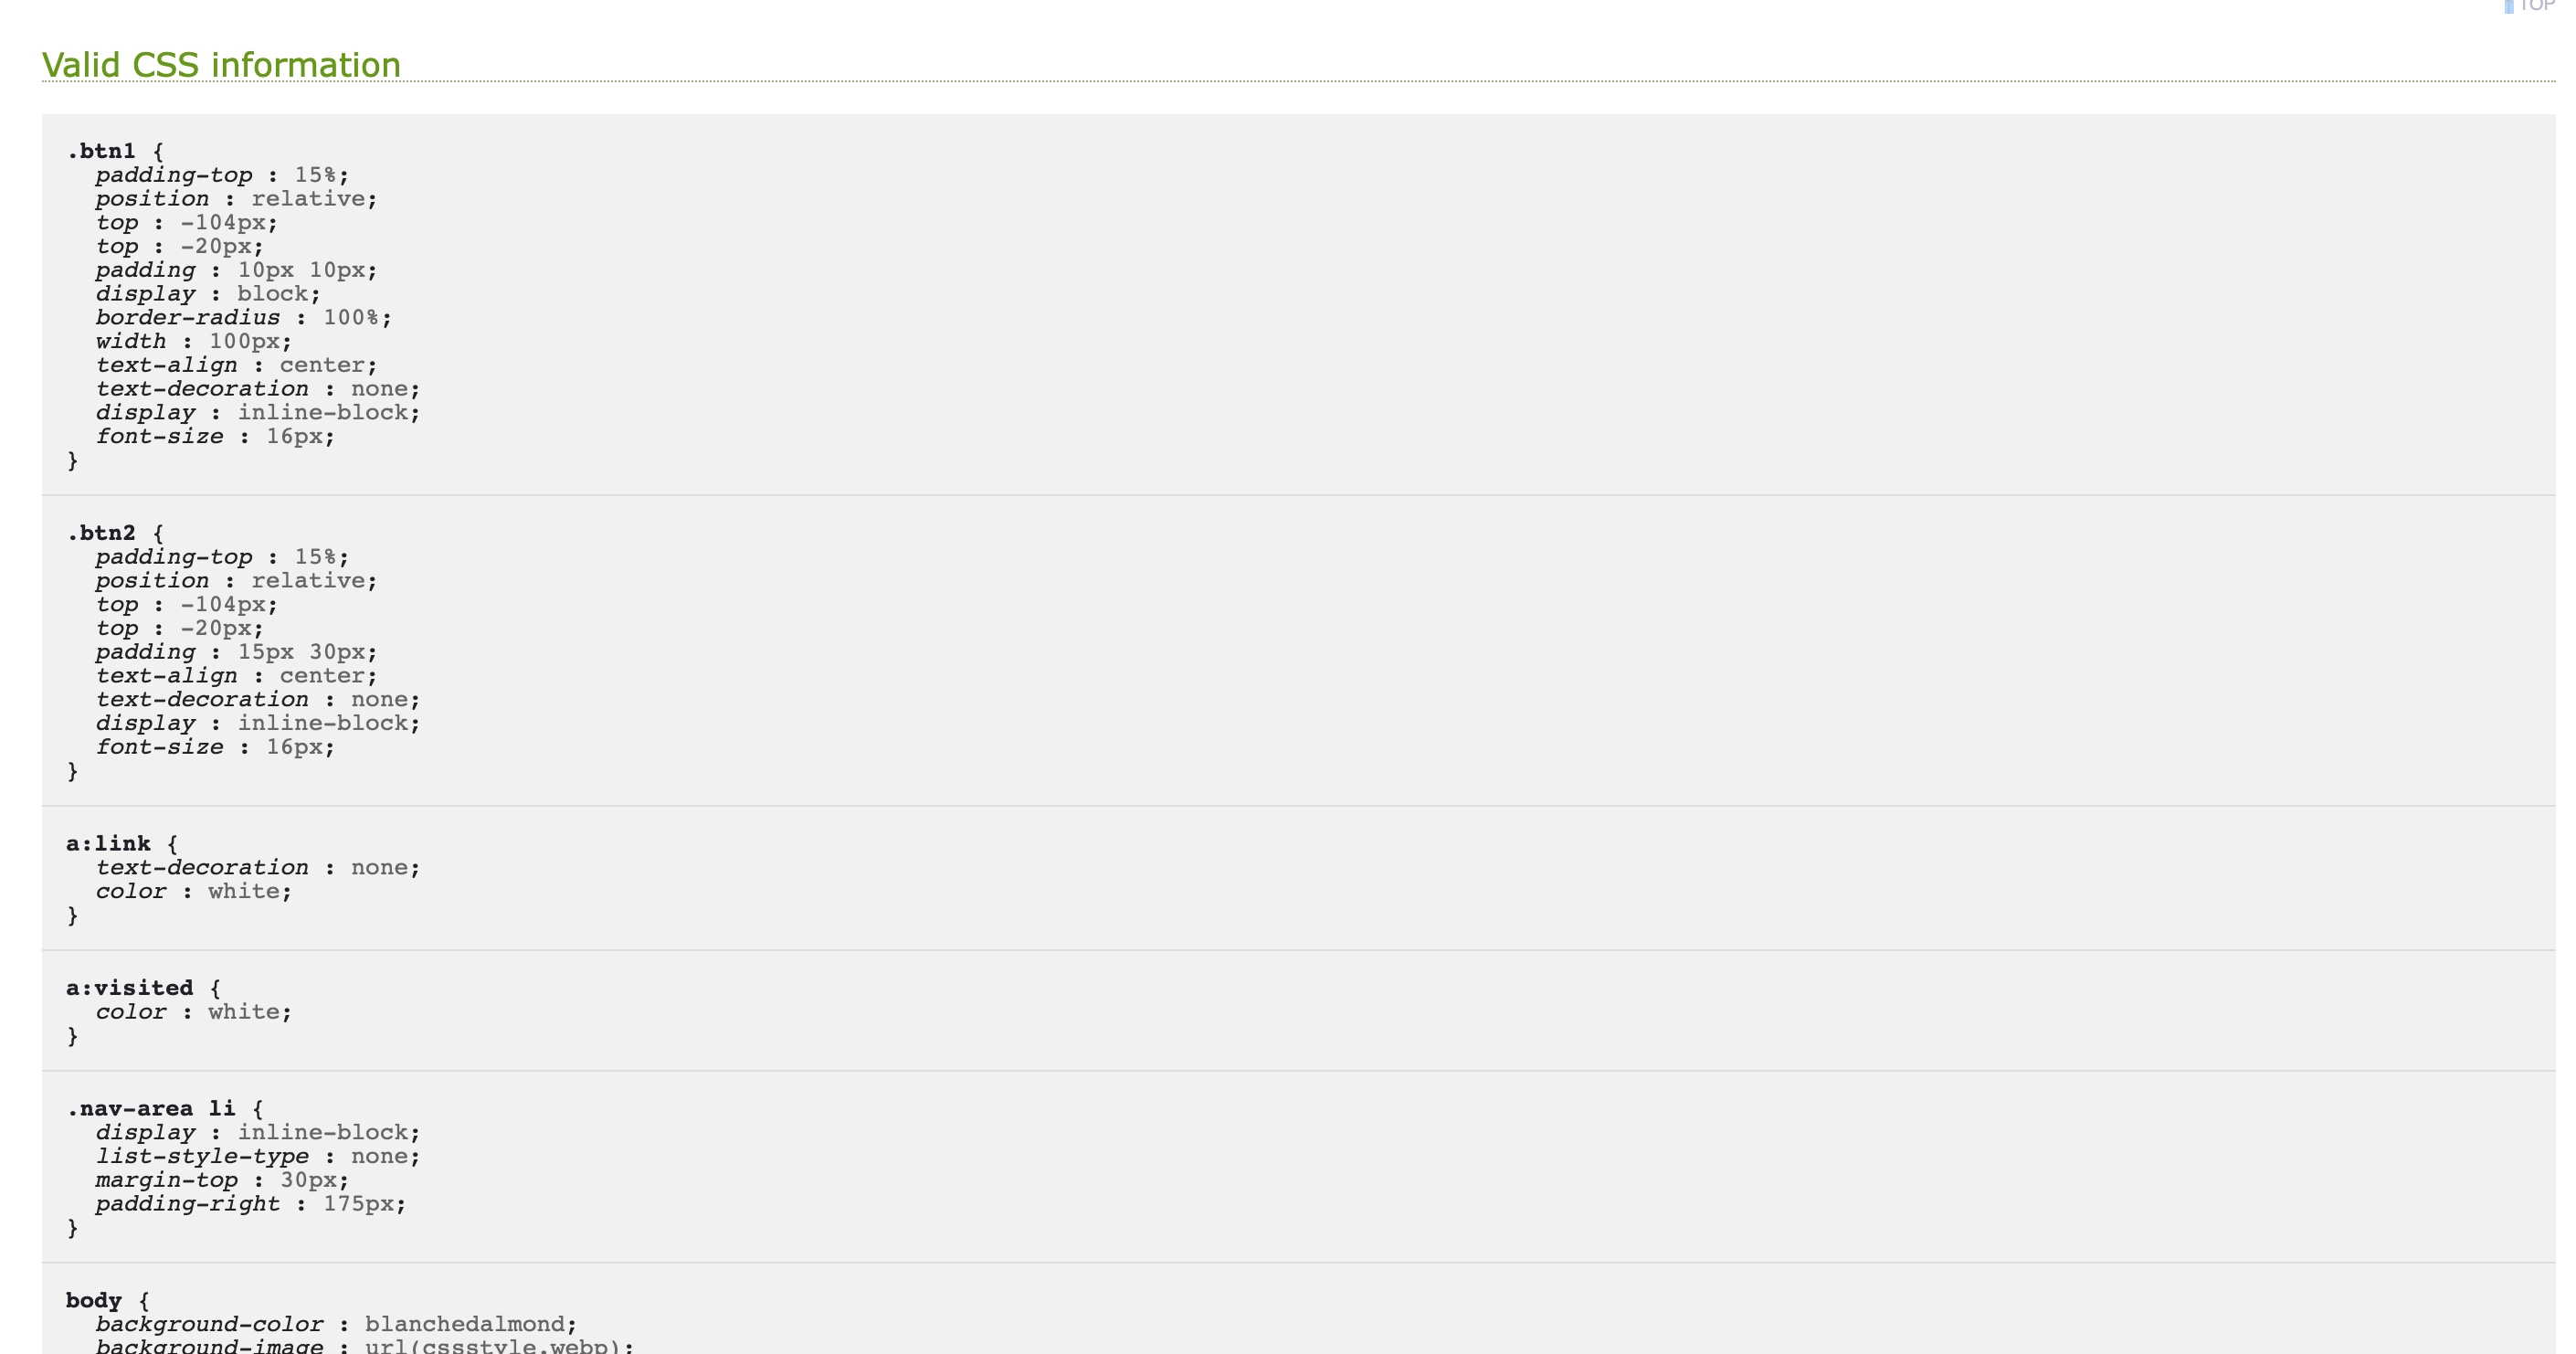 TOP
Valid CSS information
.btn1 {
padding-top : 15%;
position : relative;
top : -104px;
top : -20px;
padding : 10px 10px;
display : block;
border-radius : 100%;
width : 100px;
text-align : center;
text-decoration : none;
display : inline-block;
font-size : 16px;
}
.btn2 {
padding-top : 15%;
position : relative;
top : -104px;
top : -20px;
padding : 15px 30px;
text-align : center;
text-decoration : none;
display : inline-block;
font-size : 16px;
}
a:link {
text-decoration : none;
color : white;
}
a:visited {
color : white;
}
.nav-area li {
display : inline-block;
list-style-type : none;
margin-top : 30px;
padding-right : 175px;
}
body {
background-color : blanchedalmond;
background-image : url(cssstyle.webp);